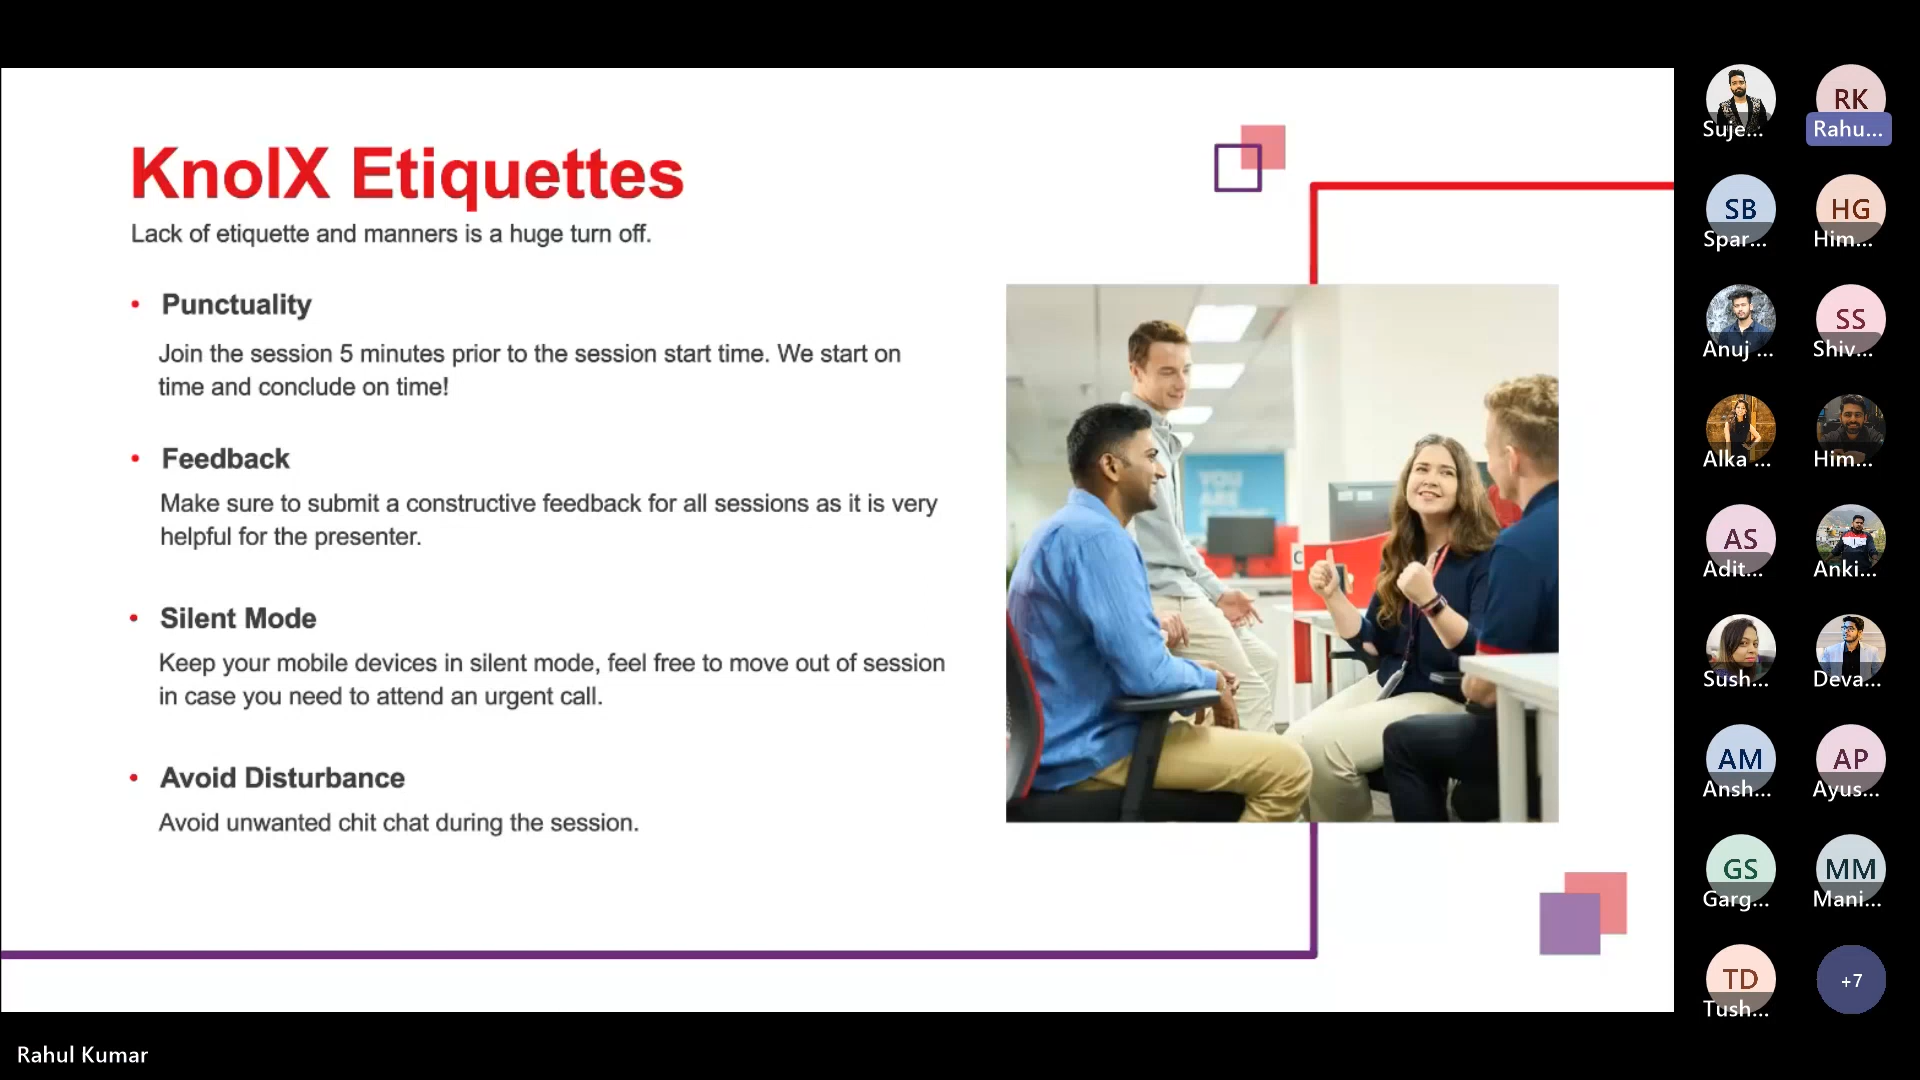 KnolX Etiquettes
Lack of etiquette and manners is a huge turn off.
• Punctuality
Join the session 5 minutes prior to the session start time. We start on
time and conclude on time!
• Feedback
Make sure to submit a constructive feedback for all sessions as it is very
helpful for the presenter.
• Silent Mode
Keep your mobile devices in silent mode, feel free to move out of session
in case you need to attend an urgent call.
• Avoid Disturbance
Avoid unwanted chit chat during the session.
YOU
ARE
C
Suje...
RK
Rahu...
SB
Spar...
HG
Him...
Anuj ...
SS
Shiv...
Alka ...
Him...
AS
Adit...
Anki...
Sush...
Deva...
AM
Ansh...
AP
Ayus...
GS
Garg...
MM
Mani...
TD
Tush...
+7
Rahul Kumar